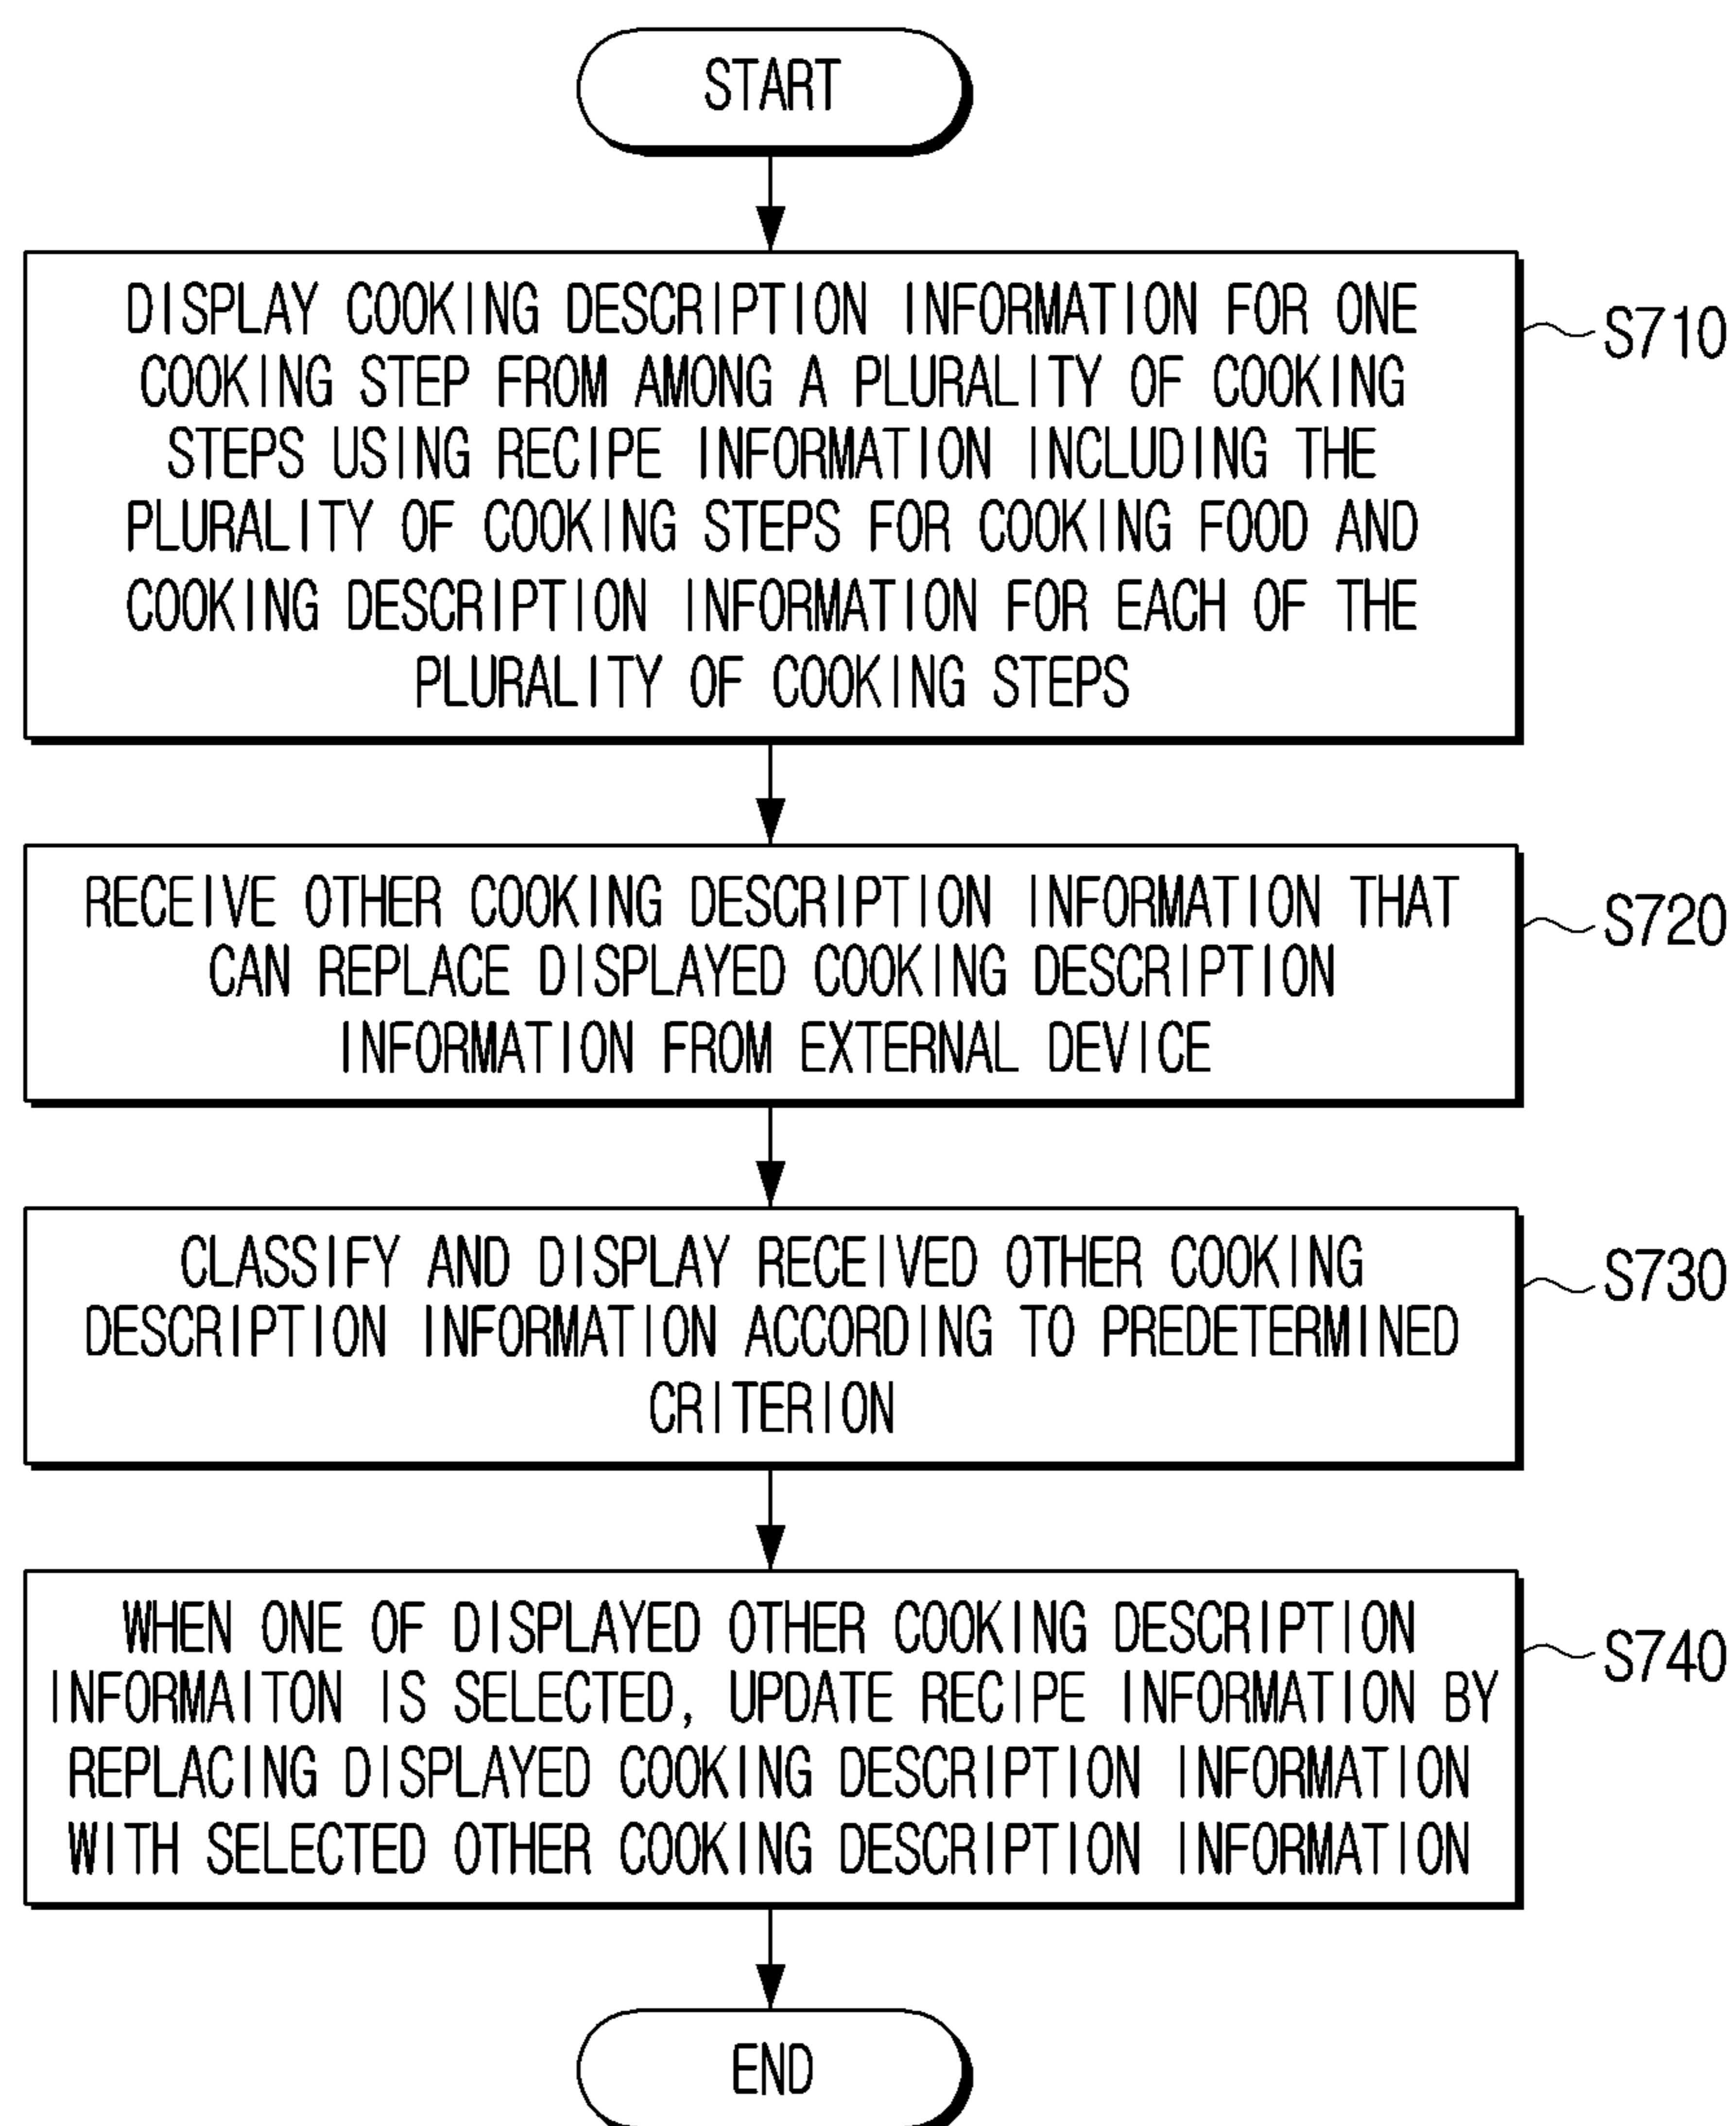 START
DISPLAY COOKING DESCRIPTION INFORMATION FOR ONE
COOKING STEP FROM AMONG A PLURALITY OF COOKING
STEPS USING RECIPE INFORMATION INCLUDING THE
PLURALITY OF COOKING STEPS FOR COOKING FOOD AND
COOKING DESCRIPTION INFORMATION FOR EACH OF THE
PLURALITY OF COOKING STEPS
S710
RECEIVE OTHER COOKING DESCRIPTION INFORMATION THAT
CAN REPLACE DISPLAYED COOKING DESCRIPTION
INFORMATION FROM EXTERNAL DEVICE
S720
CLASSIFY AND DISPLAY RECEIVED OTHER COOKING
DESCRIPTION INFORMATION ACCORDING TO PREDETERMINED
CRITERION
S730
WHEN ONE OF DISPLAYED OTHER COOKING DESCRIPTION
INFORMAITON IS SELECTED, UPDATE RECIPE INFORMATION BY
REPLACING DISPLAYED COOKING DESCRIPTION INFORMATION
WITH SELECTED OTHER COOKING DESCRIPTION INFORMATION
S740
END